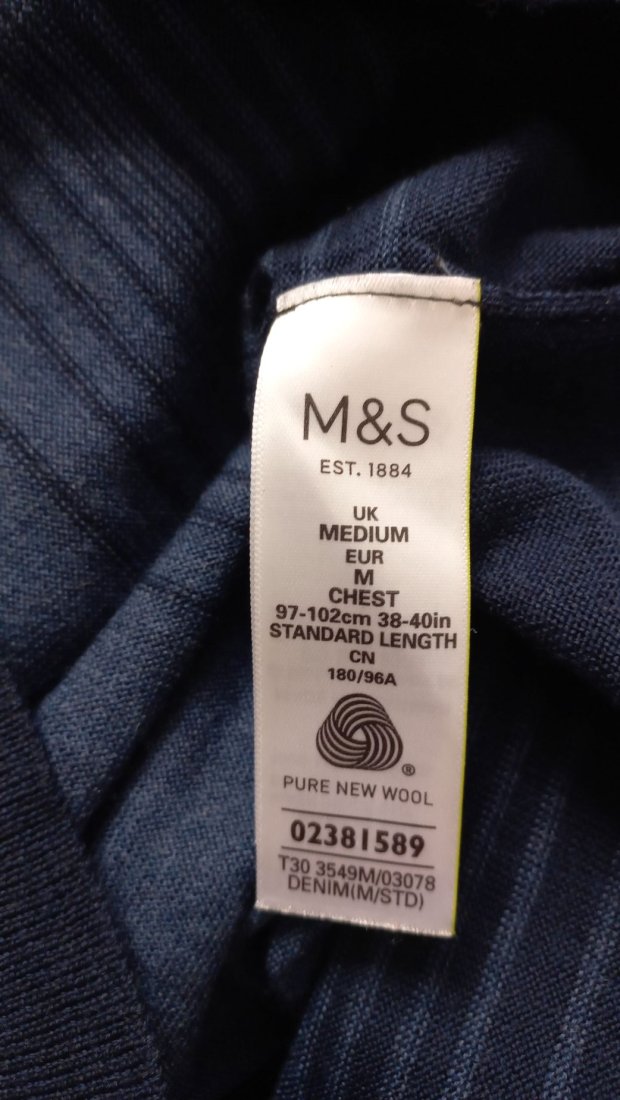 M&S
EST. 1884
UK
MEDIUM
EUR
M
CHEST
97-102cm 38-40in
STANDARD LENGTH
CN
180/96A
®
PURE NEW WOOL
02381589
T30 3549M/03078
DENIM(M/STD)